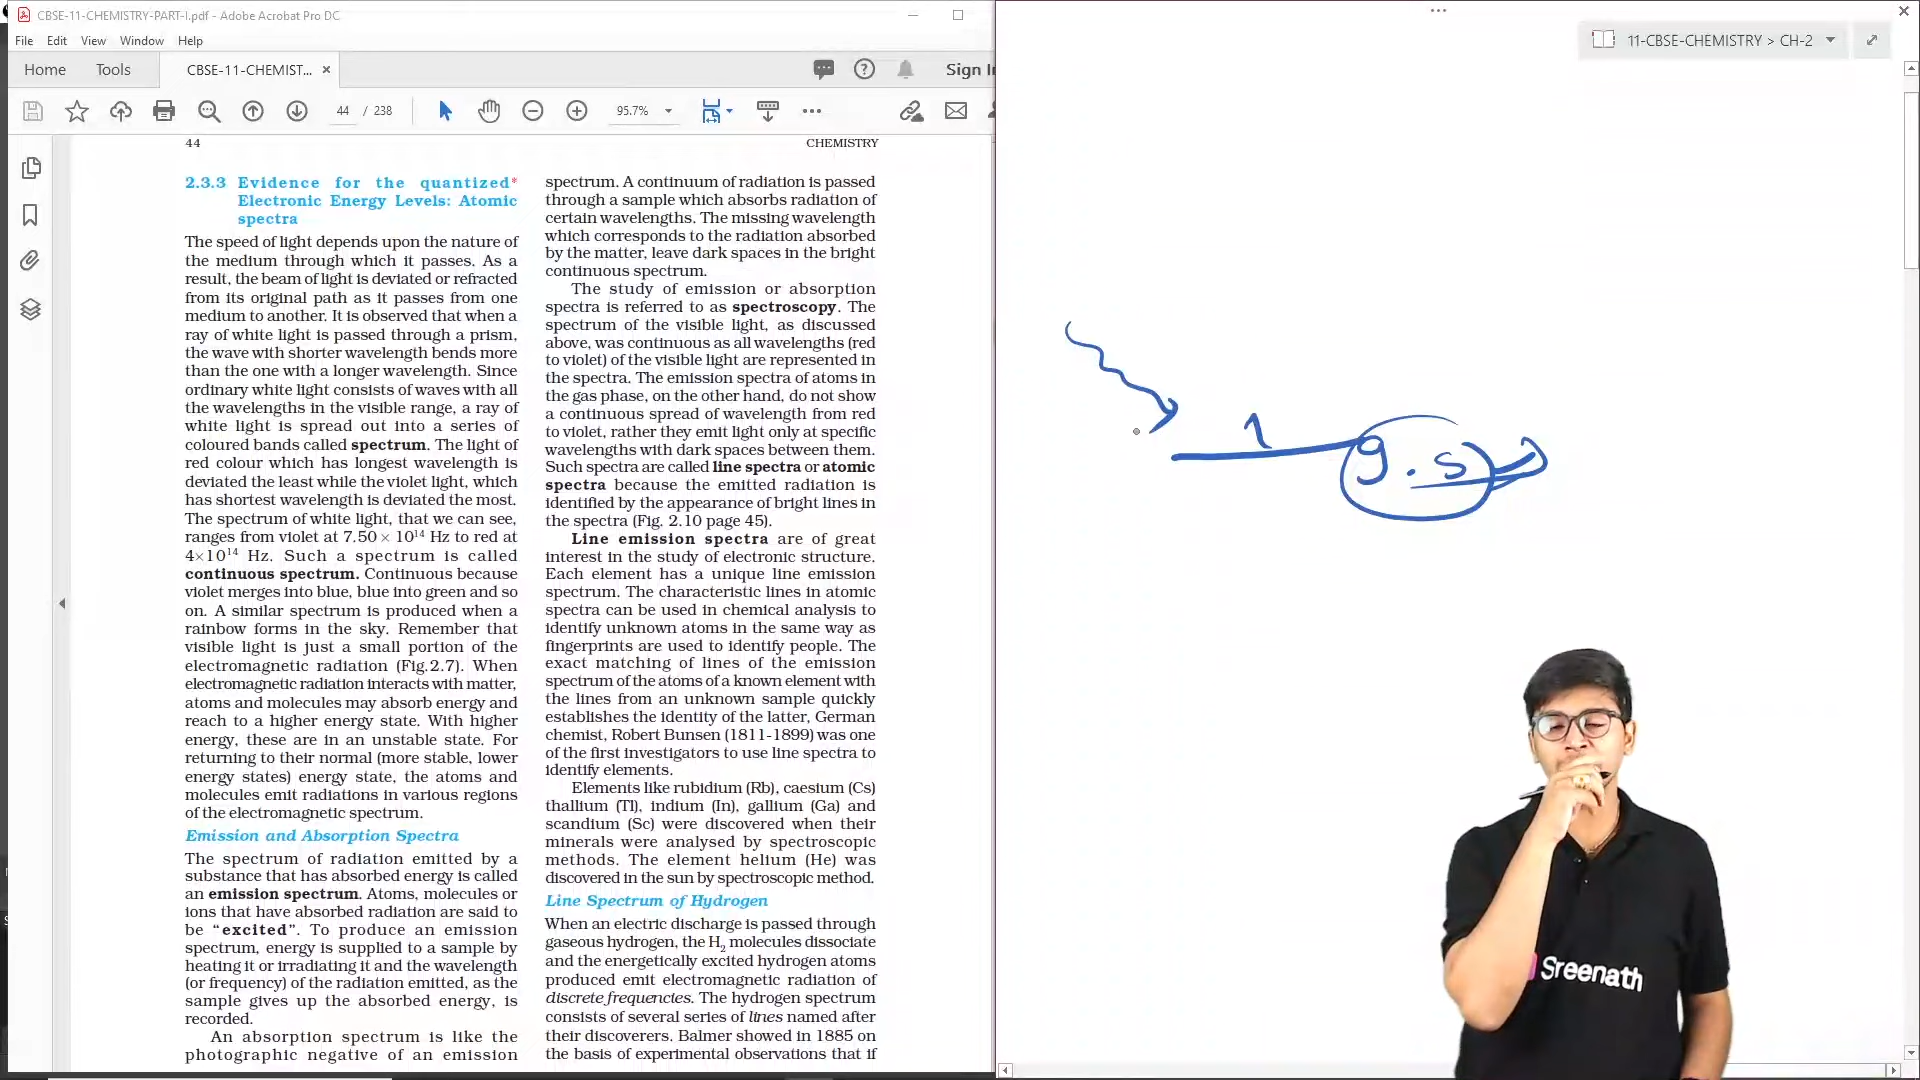 CBSE-11-CHEMISTRY-PART-I.pdf - Adobe Acrobat Pro DC
File Edit View Window Help
Home Tools CBSE-11-CHEMIST... Sign I
44 / 238 95.7%
44 CHEMISTRY
2.3.3 Evidence for the quantized*
Electronic Energy Levels: Atomic
spectra
The speed of light depends upon the nature of
the medium through which it passes. As a
result, the beam of light is deviated or refracted
from its original path as it passes from one
medium to another. It is observed that when a
ray of white light is passed through a prism,
the wave with shorter wavelength bends more
than the one with a longer wavelength. Since
ordinary white light consists of waves with all
the wavelengths in the visible range, a ray of
white light is spread out into a series of
coloured bands called spectrum. The light of
red colour which has longest wavelength is
deviated the least while the violet light, which
has shortest wavelength is deviated the most.
The spectrum of white light, that we can see,
ranges from violet at 7.50 × 10¹⁴ Hz to red at
4×10¹⁴ Hz. Such a spectrum is called
continuous spectrum. Continuous because
violet merges into blue, blue into green and so
on. A similar spectrum is produced when a
rainbow forms in the sky. Remember that
visible light is just a small portion of the
electromagnetic radiation (Fig.2.7). When
electromagnetic radiation interacts with matter,
atoms and molecules may absorb energy and
reach to a higher energy state. With higher
energy, these are in an unstable state. For
returning to their normal (more stable, lower
energy states) energy state, the atoms and
molecules emit radiations in various regions
of the electromagnetic spectrum.
Emission and Absorption Spectra
The spectrum of radiation emitted by a
substance that has absorbed energy is called
an emission spectrum. Atoms, molecules or
ions that have absorbed radiation are said to
be “excited”. To produce an emission
spectrum, energy is supplied to a sample by
heating it or irradiating it and the wavelength
(or frequency) of the radiation emitted, as the
sample gives up the absorbed energy, is
recorded.
An absorption spectrum is like the
photographic negative of an emission
spectrum. A continuum of radiation is passed
through a sample which absorbs radiation of
certain wavelengths. The missing wavelength
which corresponds to the radiation absorbed
by the matter, leave dark spaces in the bright
continuous spectrum.
The study of emission or absorption
spectra is referred to as spectroscopy. The
spectrum of the visible light, as discussed
above, was continuous as all wavelengths (red
to violet) of the visible light are represented in
the spectra. The emission spectra of atoms in
the gas phase, on the other hand, do not show
a continuous spread of wavelength from red
to violet, rather they emit light only at specific
wavelengths with dark spaces between them.
Such spectra are called line spectra or atomic
spectra because the emitted radiation is
identified by the appearance of bright lines in
the spectra (Fig. 2.10 page 45).
Line emission spectra are of great
interest in the study of electronic structure.
Each element has a unique line emission
spectrum. The characteristic lines in atomic
spectra can be used in chemical analysis to
identify unknown atoms in the same way as
fingerprints are used to identify people. The
exact matching of lines of the emission
spectrum of the atoms of a known element with
the lines from an unknown sample quickly
establishes the identity of the latter, German
chemist, Robert Bunsen (1811-1899) was one
of the first investigators to use line spectra to
identify elements.
Elements like rubidium (Rb), caesium (Cs)
thallium (Tl), indium (In), gallium (Ga) and
scandium (Sc) were discovered when their
minerals were analysed by spectroscopic
methods. The element helium (He) was
discovered in the sun by spectroscopic method.
Line Spectrum of Hydrogen
When an electric discharge is passed through
gaseous hydrogen, the H₂ molecules dissociate
and the energetically excited hydrogen atoms
produced emit electromagnetic radiation of
discrete frequencies. The hydrogen spectrum
consists of several series of lines named after
their discoverers. Balmer showed in 1885 on
the basis of experimental observations that if
11-CBSE-CHEMISTRY > CH-2
g.s
Sreenath